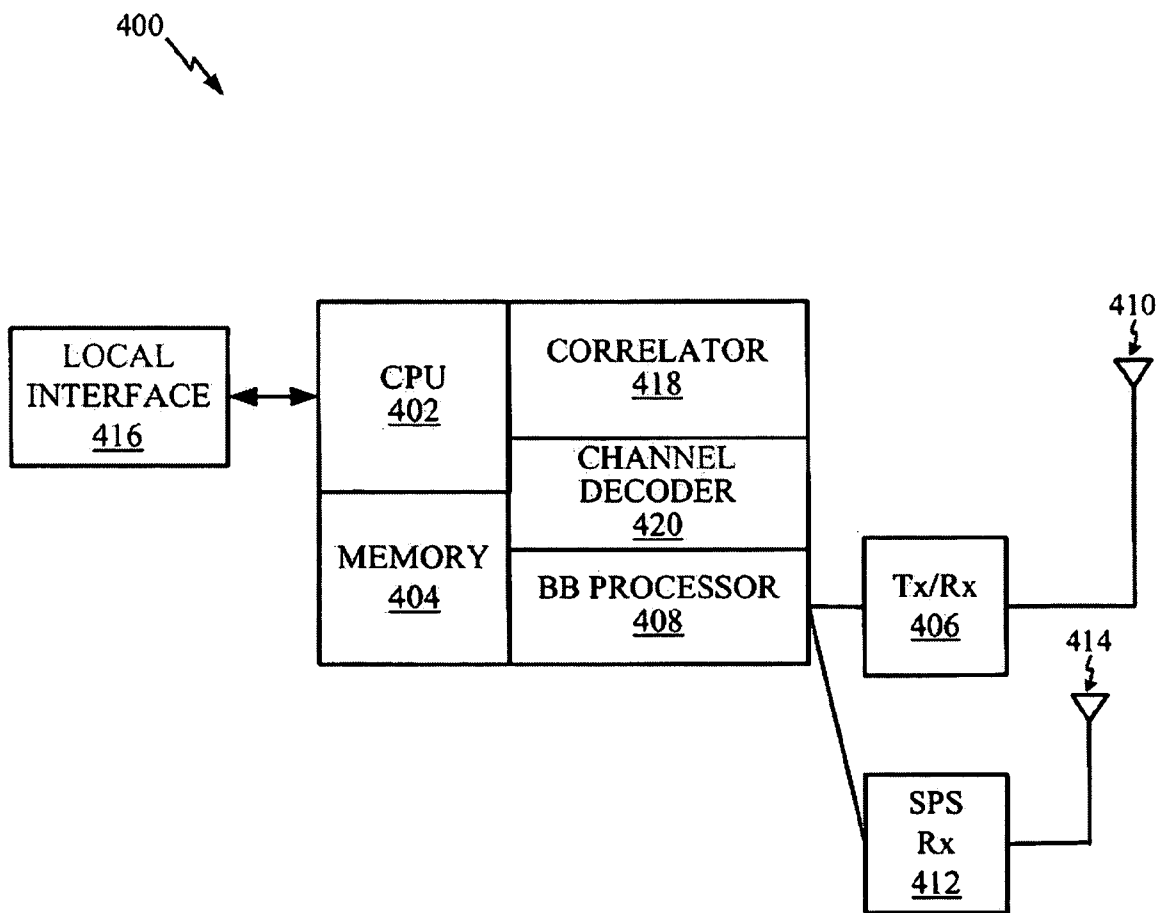 400
LOCAL
INTERFACE
416
CPU
402
MEMORY
404
CORRELATOR
418
CHANNEL
DECODER
420
BB PROCESSOR
408
410
Tx/Rx
406
414
SPS
Rx
412